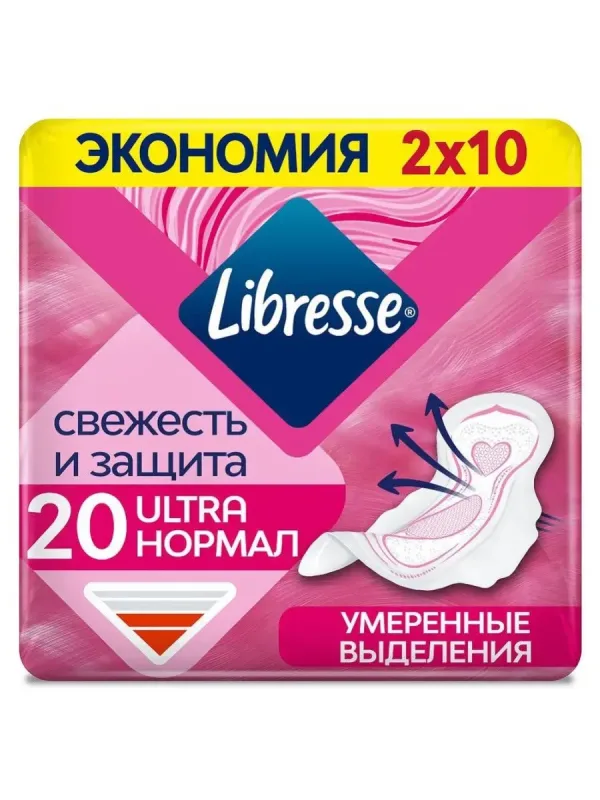 ЭКОНОМИЯ 2x10
Libresse®
свежесть
и защита
20 ULTRA
НОРМАЛ
УМЕРЕННЫЕ
ВЫДЕЛЕНИЯ